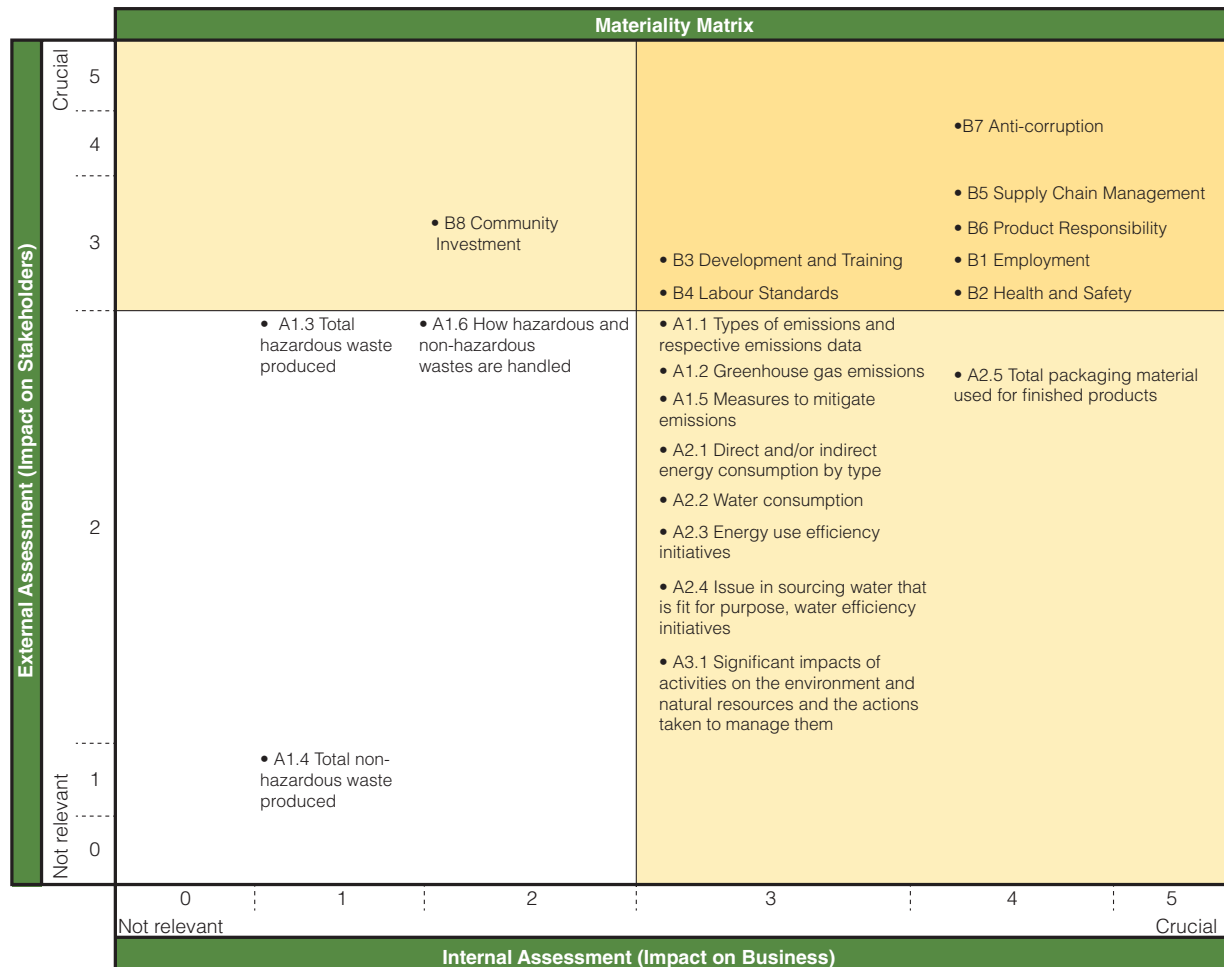 Materiality Matrix
External Assessment (Impact on Stakeholders)
Crucial
5
4
3
2
1
0
Not relevant
•B7 Anti-corruption
• B5 Supply Chain Management
• B8 Community
Investment
• B6 Product Responsibility
• B3 Development and Training
• B1 Employment
• B4 Labour Standards
• B2 Health and Safety
• A1.3 Total
hazardous waste
produced
• A1.6 How hazardous and
non-hazardous
wastes are handled
• A1.1 Types of emissions and
respective emissions data
• A1.2 Greenhouse gas emissions
• A1.5 Measures to mitigate
emissions
• A2.1 Direct and/or indirect
energy consumption by type
• A2.2 Water consumption
• A2.3 Energy use efficiency
initiatives
• A2.4 Issue in sourcing water that
is fit for purpose, water efficiency
initiatives
• A3.1 Significant impacts of
activities on the environment and
natural resources and the actions
taken to manage them
• A2.5 Total packaging material
used for finished products
• A1.4 Total non-
hazardous waste
produced
0
1
2
3
4
5
Not relevant
Crucial
Internal Assessment (Impact on Business)